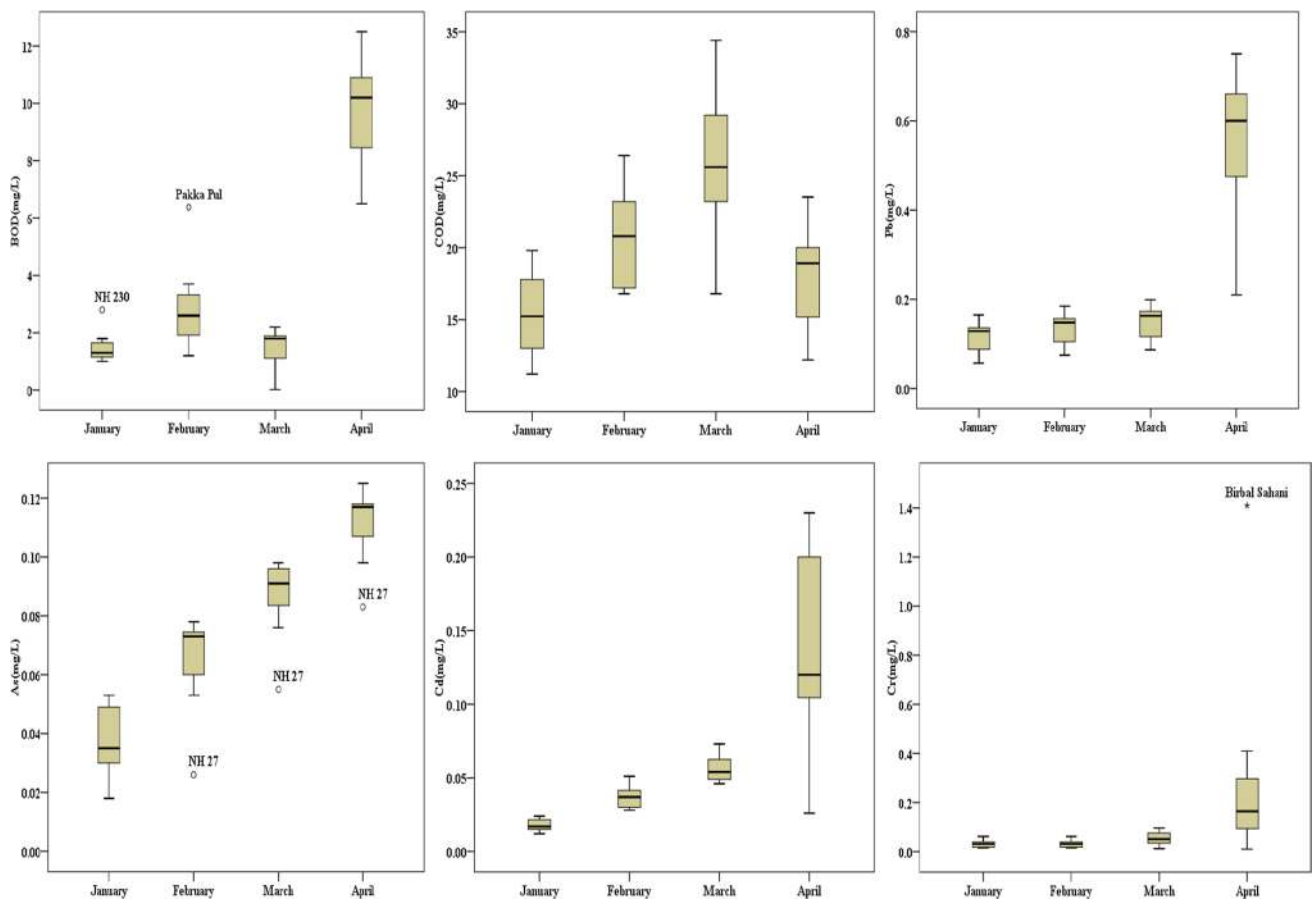 BOD(mg/L)
12
10
8
6
4
2
0
Pakka Pul
NH 230
January February March April
COD(mg/L)
35
30
25
20
15
10
January February March April
Pb(mg/L)
0.8
0.6
0.4
0.2
0.0
January February March April
As(mg/L)
0.12
0.10
0.08
0.06
0.04
0.02
0.00
NH 27
NH 27
NH 27
January February March April
Cd(mg/L)
0.25
0.20
0.15
0.10
0.05
0.00
January February March April
Cr(mg/L)
1.4
1.2
1.0
0.8
0.6
0.4
0.2
0.0
Birbal Sahani
*
January February March April